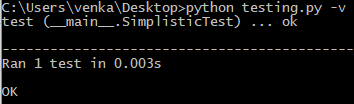 C:\Users\venka\Desktop>python testing.py -v
test (__main__.SimplisticTest) ... ok
----------------------------------------------------------------------
Ran 1 test in 0.003s
OK